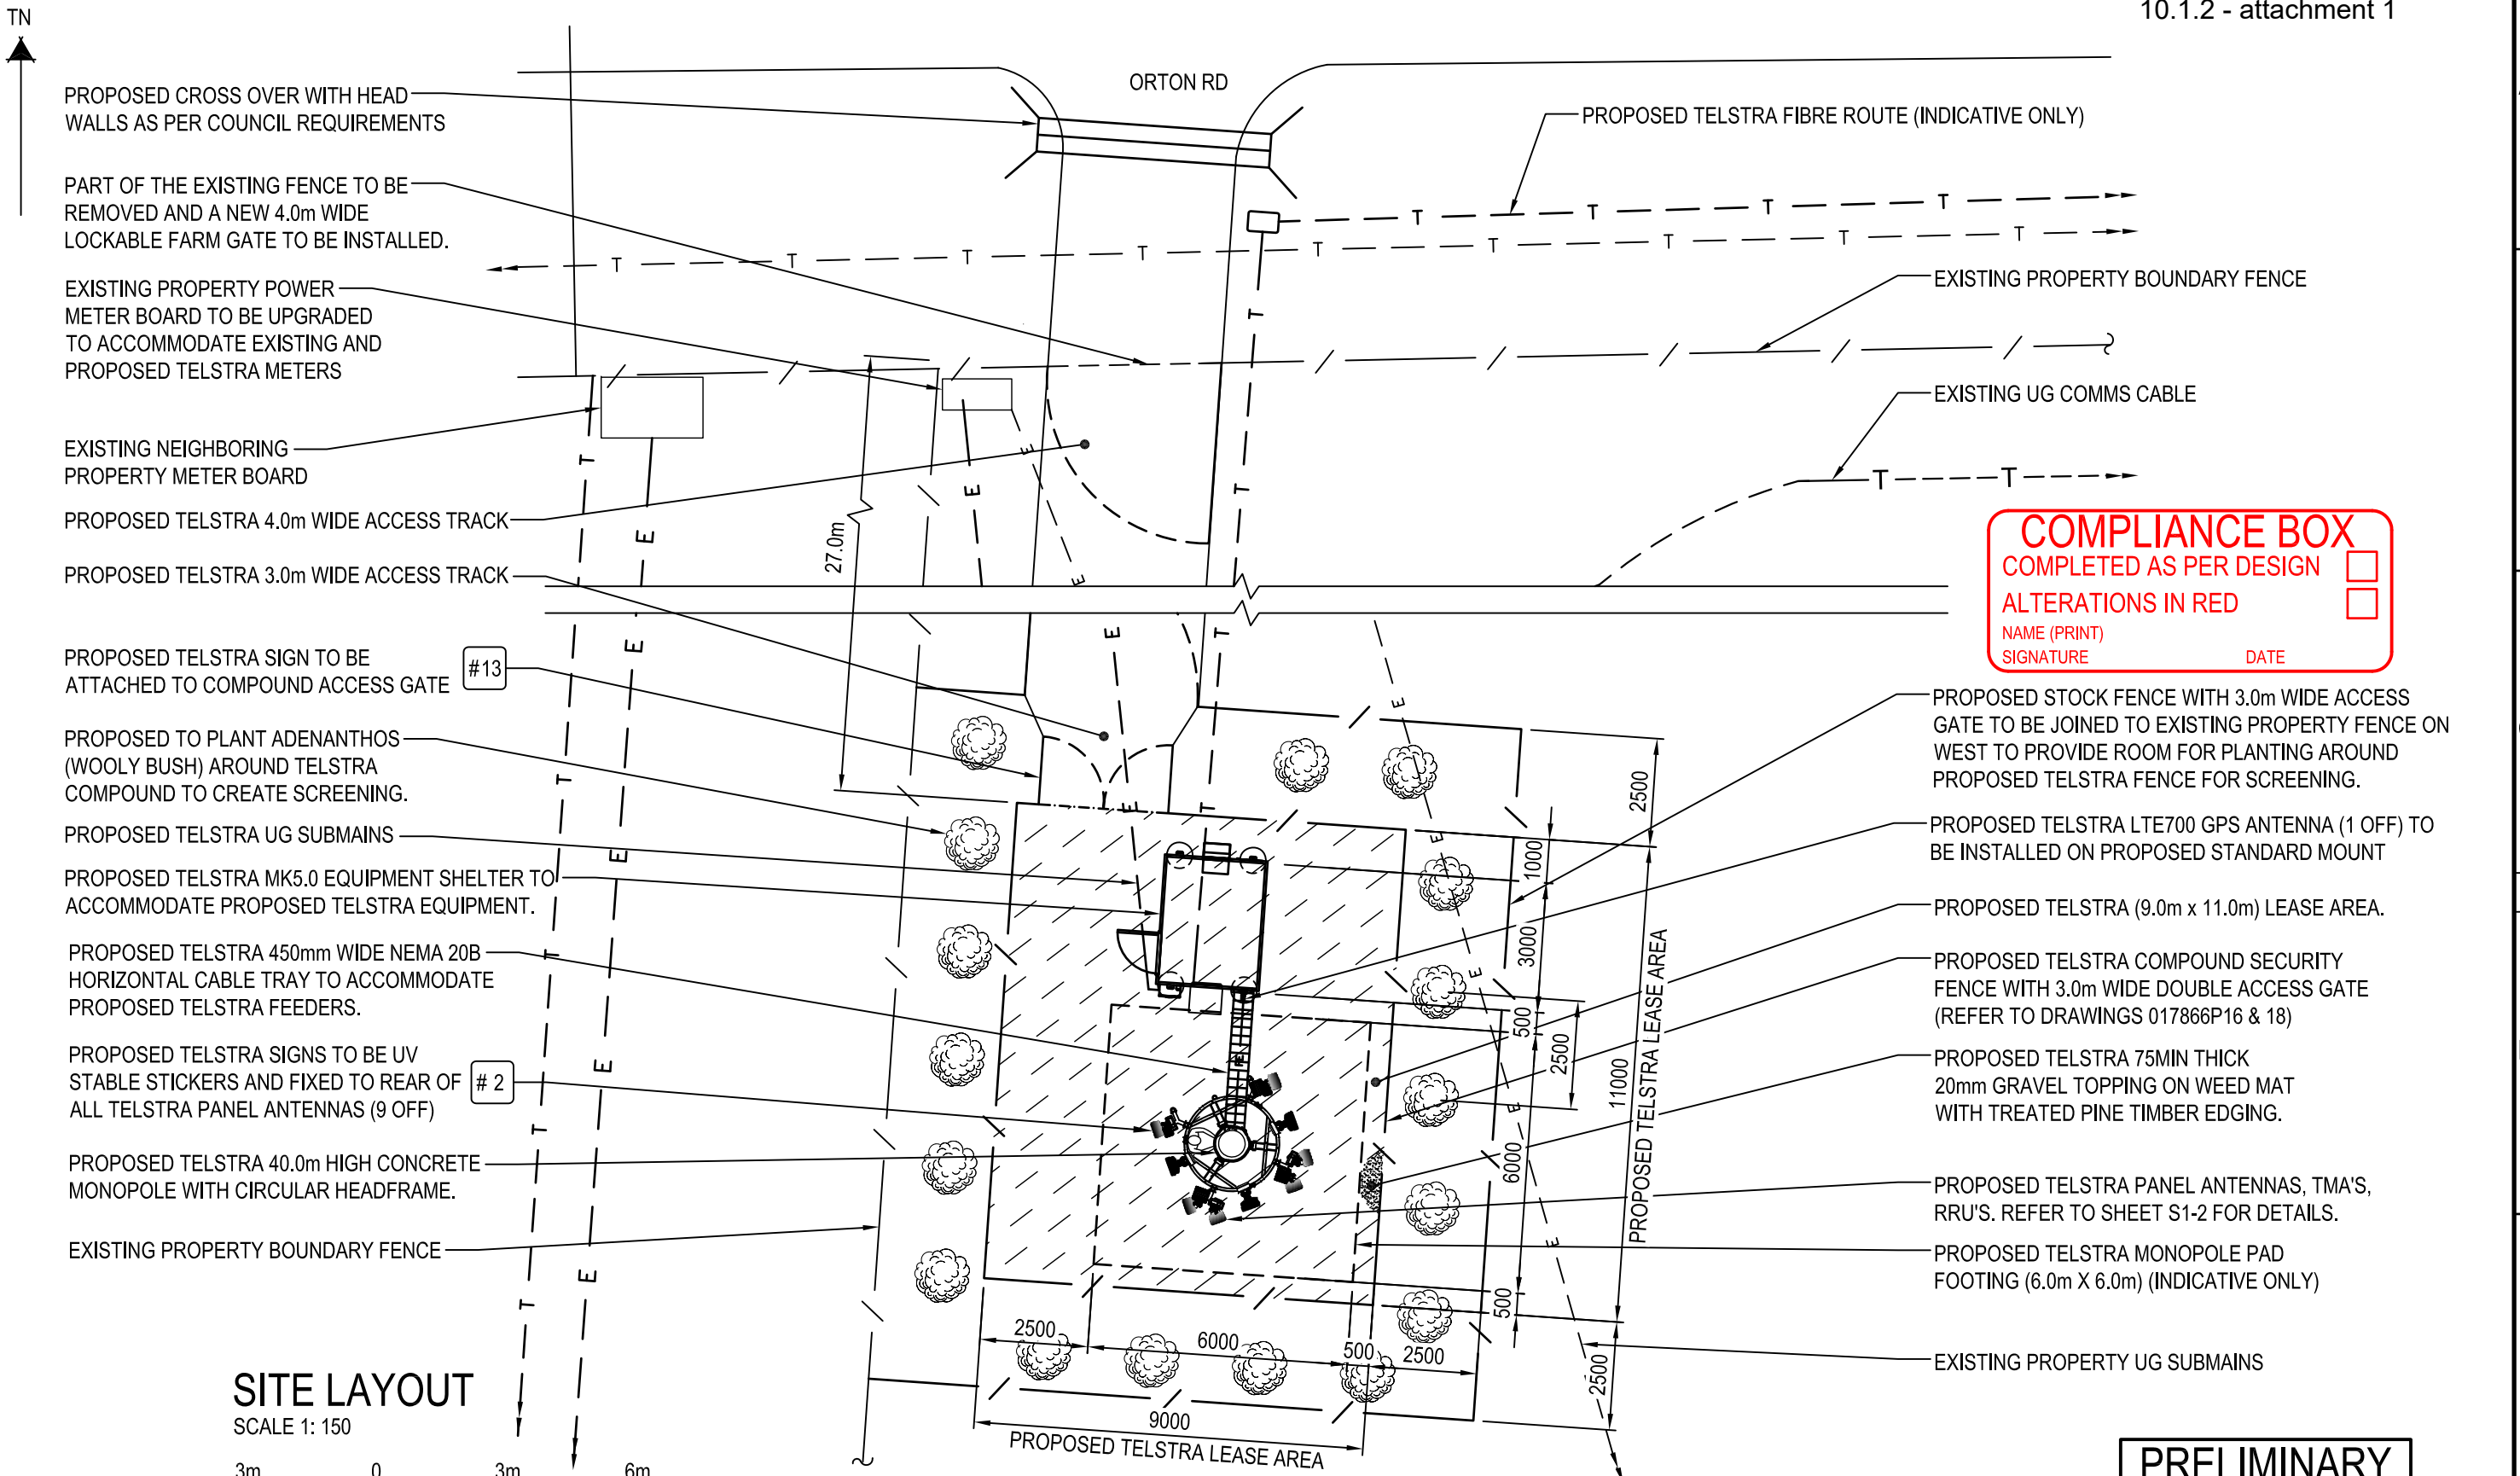 10.1.2 - attachment 1
TN
ORTON RD
PROPOSED CROSS OVER WITH HEAD
WALLS AS PER COUNCIL REQUIREMENTS
PART OF THE EXISTING FENCE TO BE
REMOVED AND A NEW 4.0m WIDE
LOCKABLE FARM GATE TO BE INSTALLED.
EXISTING PROPERTY POWER
METER BOARD TO BE UPGRADED
TO ACCOMMODATE EXISTING AND
PROPOSED TELSTRA METERS
EXISTING NEIGHBORING
PROPERTY METER BOARD
PROPOSED TELSTRA 4.0m WIDE ACCESS TRACK
PROPOSED TELSTRA 3.0m WIDE ACCESS TRACK
PROPOSED TELSTRA SIGN TO BE
ATTACHED TO COMPOUND ACCESS GATE
#13
PROPOSED TO PLANT ADENANTHOS
(WOOLY BUSH) AROUND TELSTRA
COMPOUND TO CREATE SCREENING.
PROPOSED TELSTRA UG SUBMAINS
PROPOSED TELSTRA MK5.0 EQUIPMENT SHELTER TO
ACCOMMODATE PROPOSED TELSTRA EQUIPMENT.
PROPOSED TELSTRA 450mm WIDE NEMA 20B
HORIZONTAL CABLE TRAY TO ACCOMMODATE
PROPOSED TELSTRA FEEDERS.
PROPOSED TELSTRA SIGNS TO BE UV
STABLE STICKERS AND FIXED TO REAR OF
ALL TELSTRA PANEL ANTENNAS (9 OFF)
# 2
PROPOSED TELSTRA 40.0m HIGH CONCRETE
MONOPOLE WITH CIRCULAR HEADFRAME.
EXISTING PROPERTY BOUNDARY FENCE
SITE LAYOUT
SCALE 1: 150
3m 0 3m 6m
27.0m
T T T T
T T T T T T T T T
T T
T T T T
T T T T T
E E E E E E
E E E
E E E E E E E
2500
1000
3000
500
2500
6000
500
11000
PROPOSED TELSTRA LEASE AREA
2500
2500
6000
500
2500
9000
PROPOSED TELSTRA LEASE AREA
PROPOSED TELSTRA FIBRE ROUTE (INDICATIVE ONLY)
EXISTING PROPERTY BOUNDARY FENCE
EXISTING UG COMMS CABLE
COMPLIANCE BOX
COMPLETED AS PER DESIGN
ALTERATIONS IN RED
NAME (PRINT)
SIGNATURE DATE
PROPOSED STOCK FENCE WITH 3.0m WIDE ACCESS
GATE TO BE JOINED TO EXISTING PROPERTY FENCE ON
WEST TO PROVIDE ROOM FOR PLANTING AROUND
PROPOSED TELSTRA FENCE FOR SCREENING.
PROPOSED TELSTRA LTE700 GPS ANTENNA (1 OFF) TO
BE INSTALLED ON PROPOSED STANDARD MOUNT
PROPOSED TELSTRA (9.0m x 11.0m) LEASE AREA.
PROPOSED TELSTRA COMPOUND SECURITY
FENCE WITH 3.0m WIDE DOUBLE ACCESS GATE
(REFER TO DRAWINGS 017866P16 & 18)
PROPOSED TELSTRA 75MIN THICK
20mm GRAVEL TOPPING ON WEED MAT
WITH TREATED PINE TIMBER EDGING.
PROPOSED TELSTRA PANEL ANTENNAS, TMA'S,
RRU'S. REFER TO SHEET S1-2 FOR DETAILS.
PROPOSED TELSTRA MONOPOLE PAD
FOOTING (6.0m X 6.0m) (INDICATIVE ONLY)
EXISTING PROPERTY UG SUBMAINS
PRELIMINARY